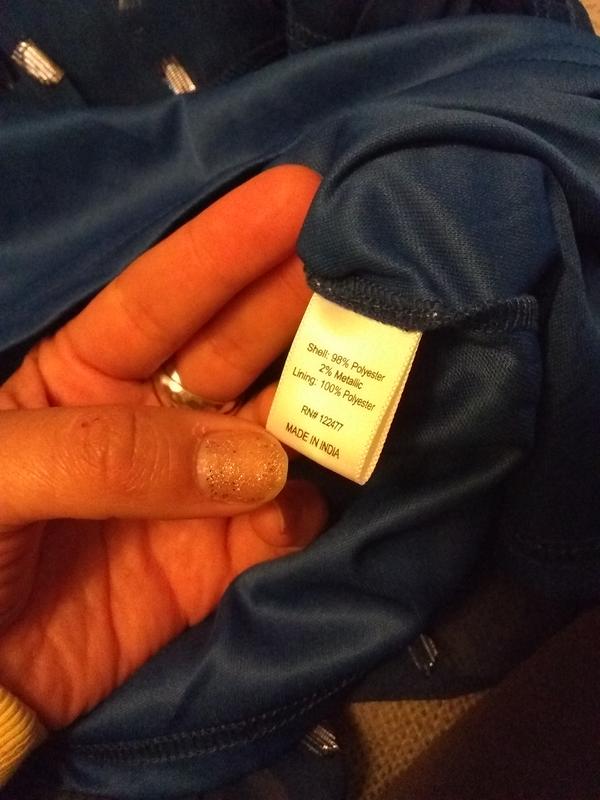 Shell: 98% Polyester
2% Metallic
Lining: 100% Polyester
RN# 122477
MADE IN INDIA